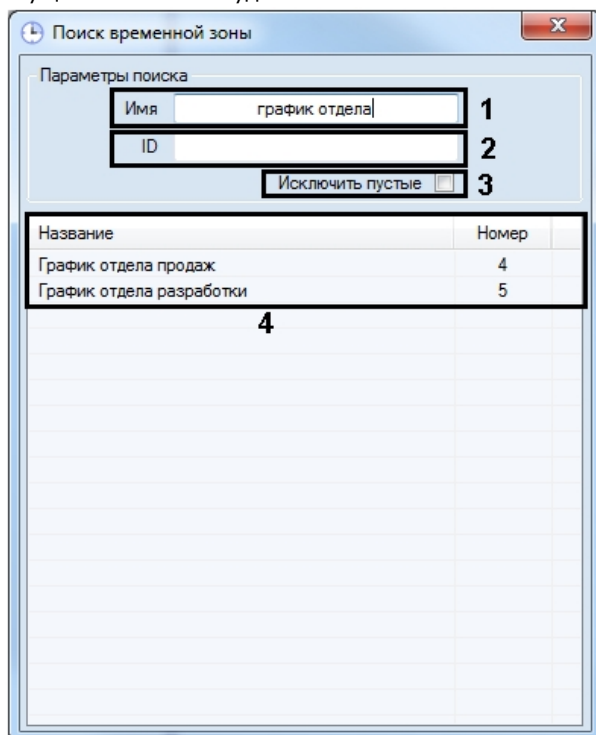 Поиск временной зоны
Параметры поиска
Имя график отдела 1
ID 2
Исключить пустые 3
Название Номер
График отдела продаж 4
График отдела разработки 5
4